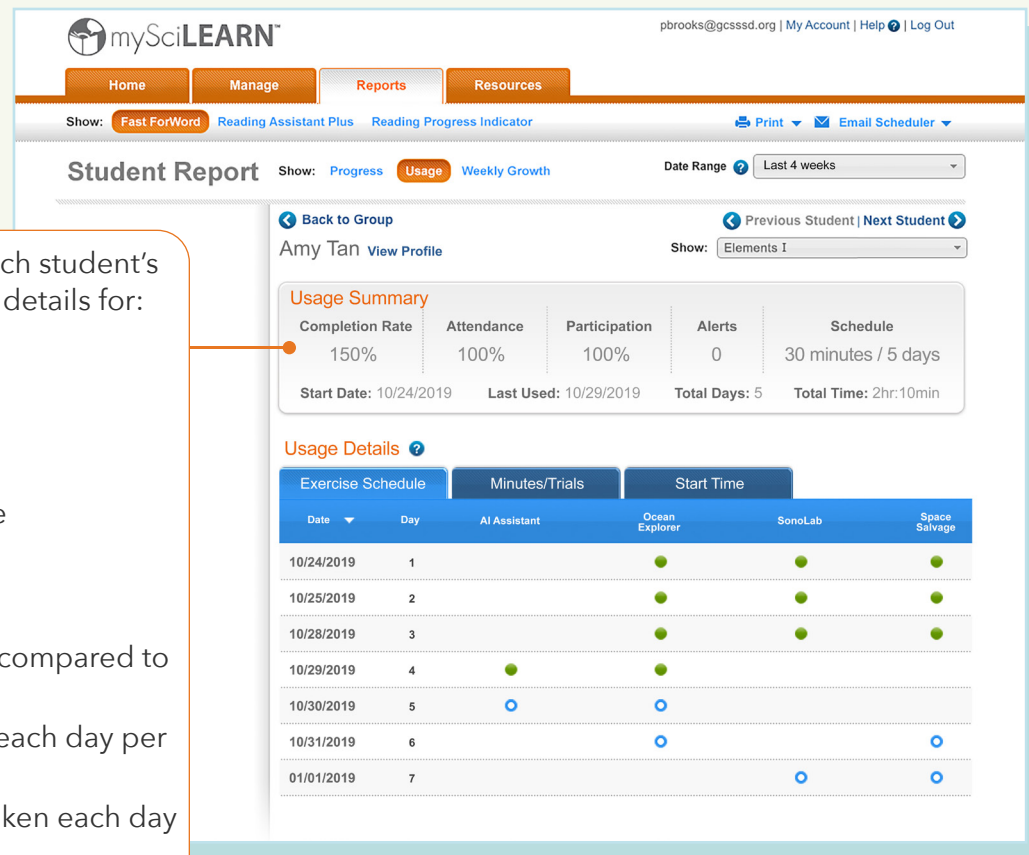 mySciLEARN™
pbrooks@gcsssd.org | My Account | Help ? | Log Out
Home Manage Reports Resources
Show: Fast ForWord Reading Assistant Plus Reading Progress Indicator Print Email Scheduler
Student Report Show: Progress Usage Weekly Growth Date Range ? Last 4 weeks
Back to Group Previous Student | Next Student
Amy Tan View Profile Show: Elements I
ch student's
details for:
e
compared to
each day per
ken each day
Usage Summary
Completion Rate Attendance Participation Alerts Schedule
150% 100% 100% 0 30 minutes / 5 days
Start Date: 10/24/2019 Last Used: 10/29/2019 Total Days: 5 Total Time: 2hr:10min
Usage Details ?
Exercise Schedule Minutes/Trials Start Time
Date Day AI Assistant Ocean Explorer SonoLab Space Salvage
10/24/2019 1
10/25/2019 2
10/28/2019 3
10/29/2019 4
10/30/2019 5
10/31/2019 6
01/01/2019 7